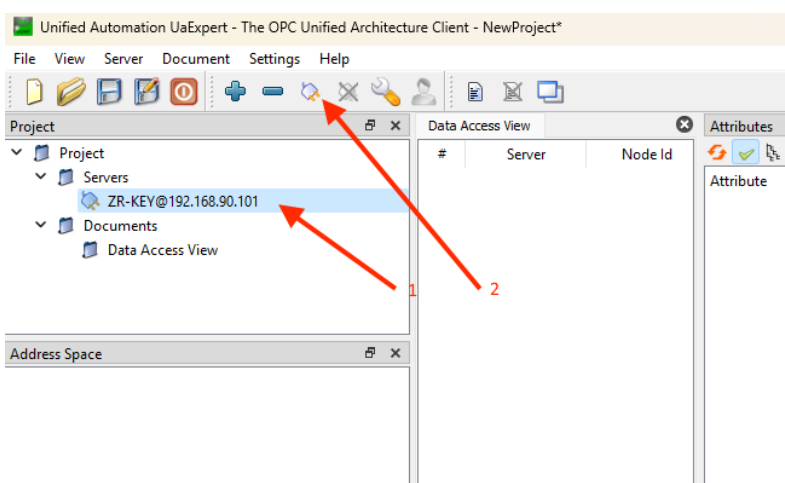 Unified Automation UaExpert - The OPC Unified Architecture Client - NewProject*
File View Server Document Settings Help
Project
Data Access View
Attributes
Project
# Server Node Id
Servers
Attribute
ZR-KEY@192.168.90.101
Documents
Data Access View
1
2
Address Space